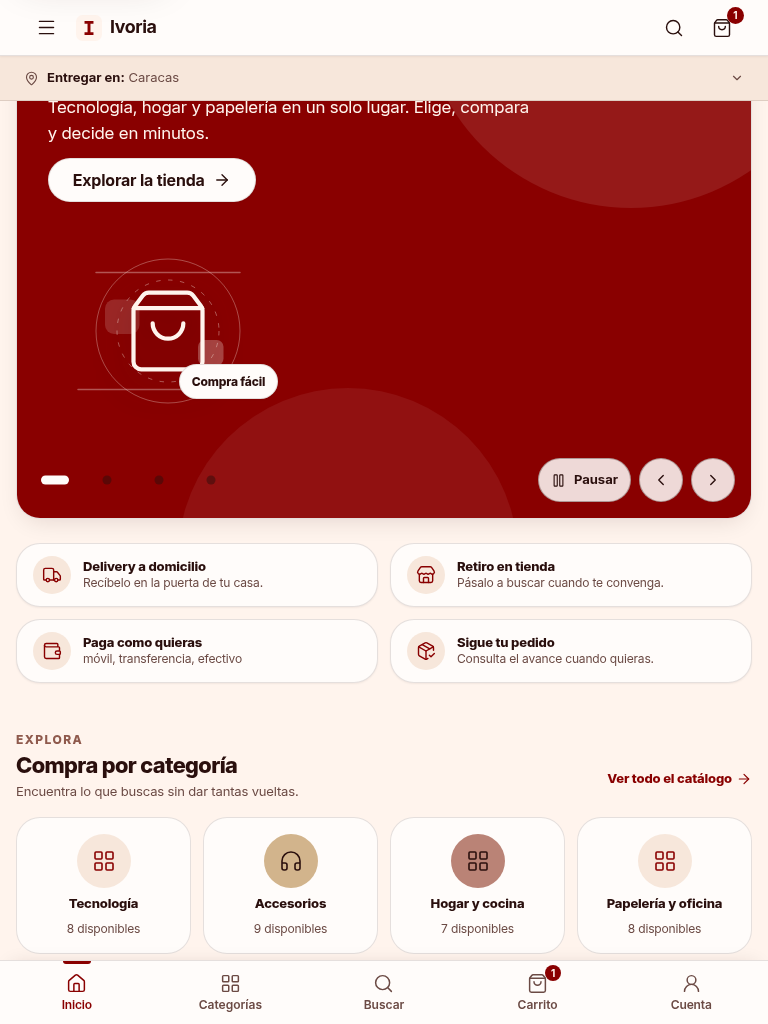 I Ivoria
1
Entregar en: Caracas
Tecnología, hogar y papelería en un solo lugar. Elige, compara
y decide en minutos.
Explorar la tienda
Compra fácil
Pausar
Delivery a domicilio
Recíbelo en la puerta de tu casa.
Retiro en tienda
Pásalo a buscar cuando te convenga.
Paga como quieras
móvil, transferencia, efectivo
Sigue tu pedido
Consulta el avance cuando quieras.
EXPLORA
Compra por categoría
Encuentra lo que buscas sin dar tantas vueltas.
Ver todo el catálogo
Tecnología
8 disponibles
Accesorios
9 disponibles
Hogar y cocina
7 disponibles
Papelería y oficina
8 disponibles
Inicio
Categorías
Buscar
1
Carrito
Cuenta